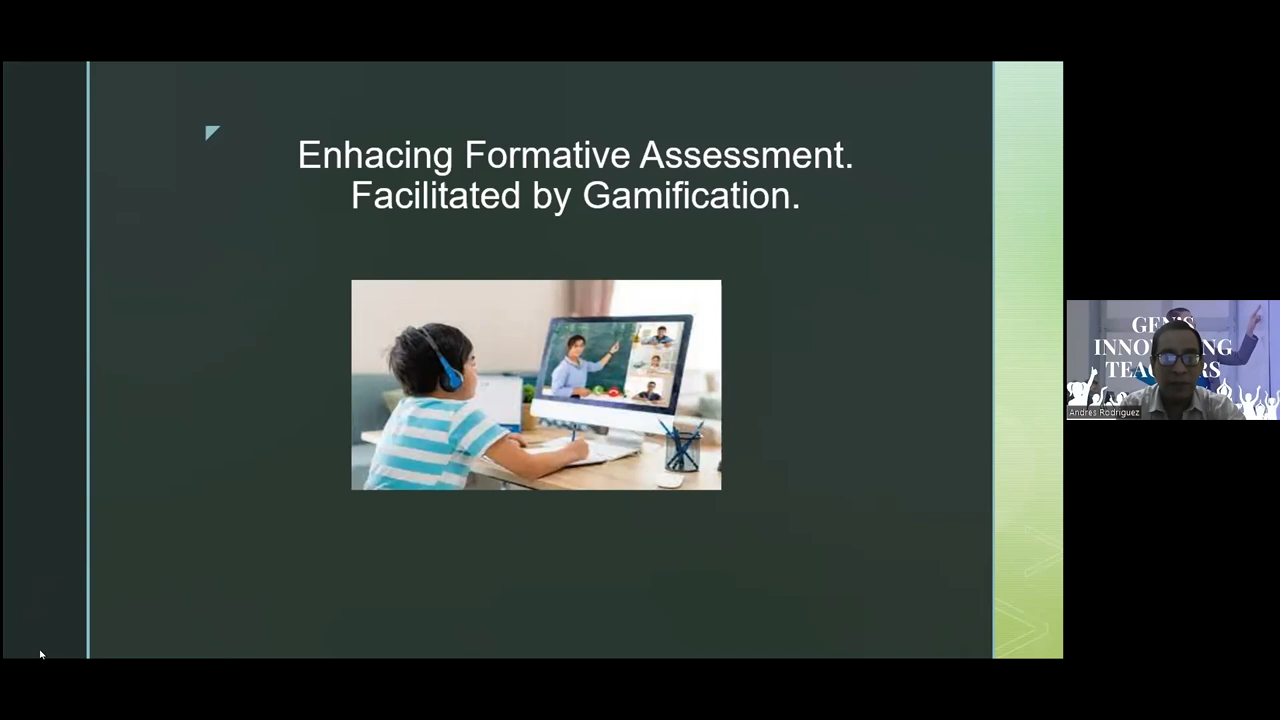 Enhacing Formative Assessment.
Facilitated by Gamification.
Andres Rodriguez